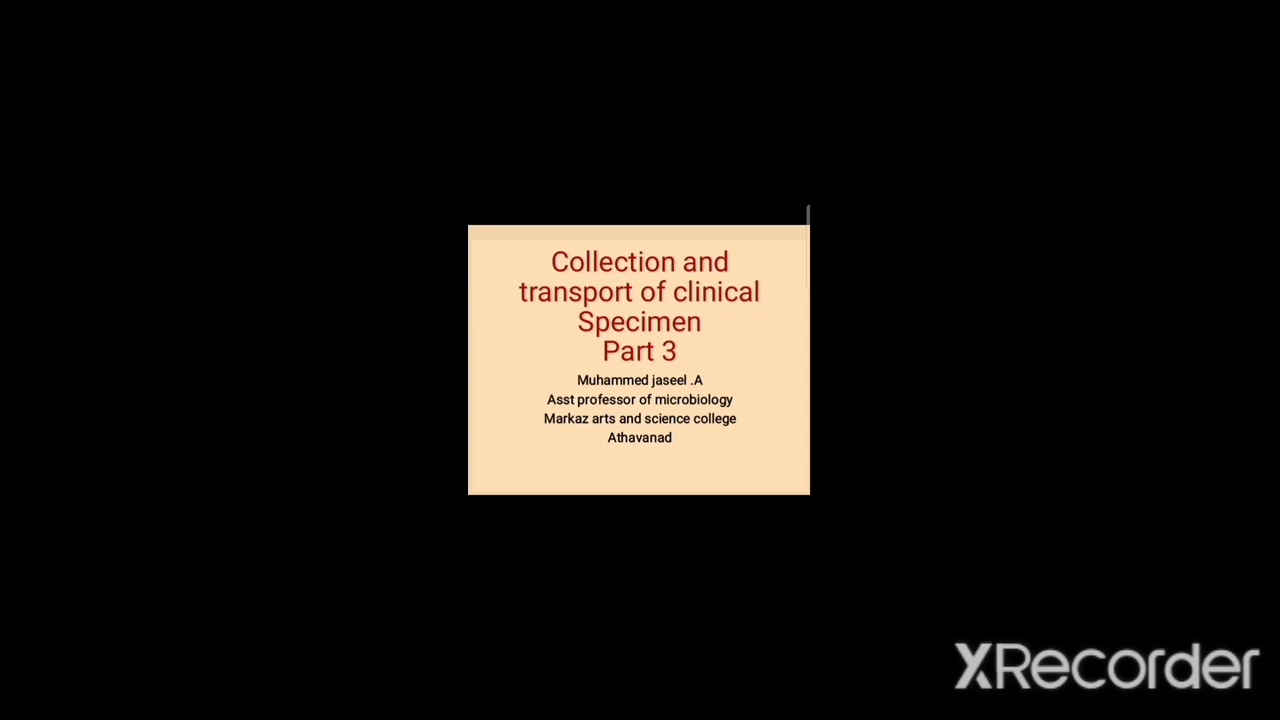 Collection and
transport of clinical
Specimen
Part 3
Muhammed jaseel .A
Asst professor of microbiology
Markaz arts and science college
Athavanad
XRecorder